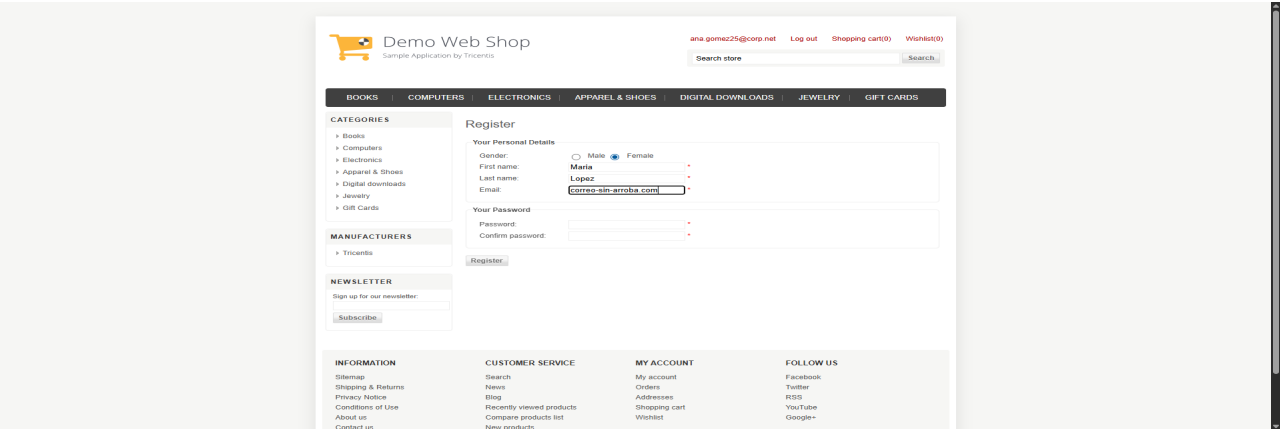 Demo Web Shop
Sample Application by Tricentis
ana.gomez25@corp.net Log out Shopping cart(0) Wishlist(0)
Search store Search
BOOKS COMPUTERS ELECTRONICS APPAREL & SHOES DIGITAL DOWNLOADS JEWELRY GIFT CARDS
CATEGORIES
Books
Computers
Electronics
Apparel & Shoes
Digital downloads
Jewelry
Gift Cards
MANUFACTURERS
Tricentis
NEWSLETTER
Sign up for our newsletter:
Subscribe
Register
Your Personal Details
Gender: Male Female
First name: Maria *
Last name: Lopez *
Email: correo-sin-arroba.com *
Your Password
Password: *
Confirm password: *
Register
INFORMATION
Sitemap
Shipping & Returns
Privacy Notice
Conditions of Use
About us
Contact us
CUSTOMER SERVICE
Search
News
Blog
Recently viewed products
Compare products list
New products
MY ACCOUNT
My account
Orders
Addresses
Shopping cart
Wishlist
FOLLOW US
Facebook
Twitter
RSS
YouTube
Google+